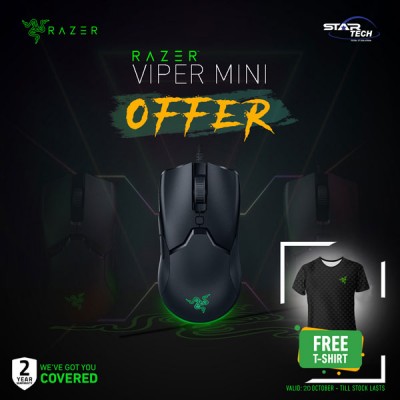 RAZER
STAR
TECH
RAZER
VIPER MINI
OFFER
FREE
T-SHIRT
2
YEAR
WARRANTY
WE'VE GOT YOU
COVERED
VALID: 20 OCTOBER - TILL STOCK LASTS